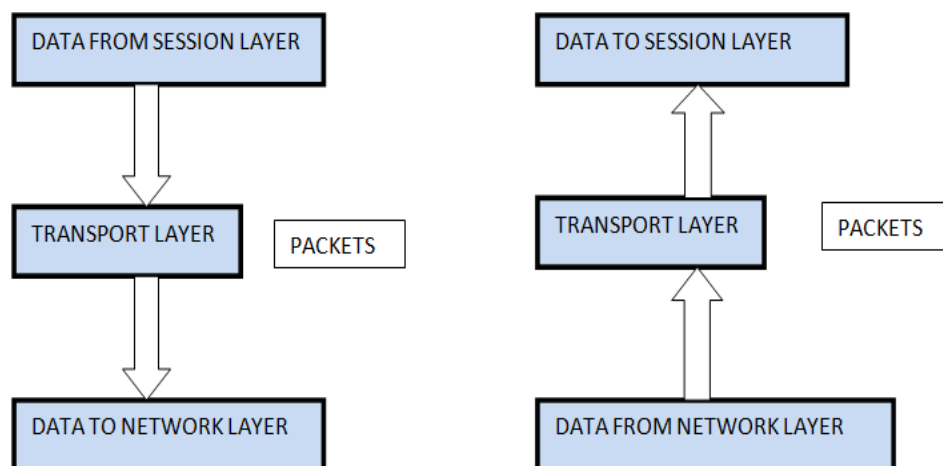 DATA FROM SESSION LAYER
TRANSPORT LAYER
PACKETS
DATA TO NETWORK LAYER
DATA TO SESSION LAYER
TRANSPORT LAYER
PACKETS
DATA FROM NETWORK LAYER